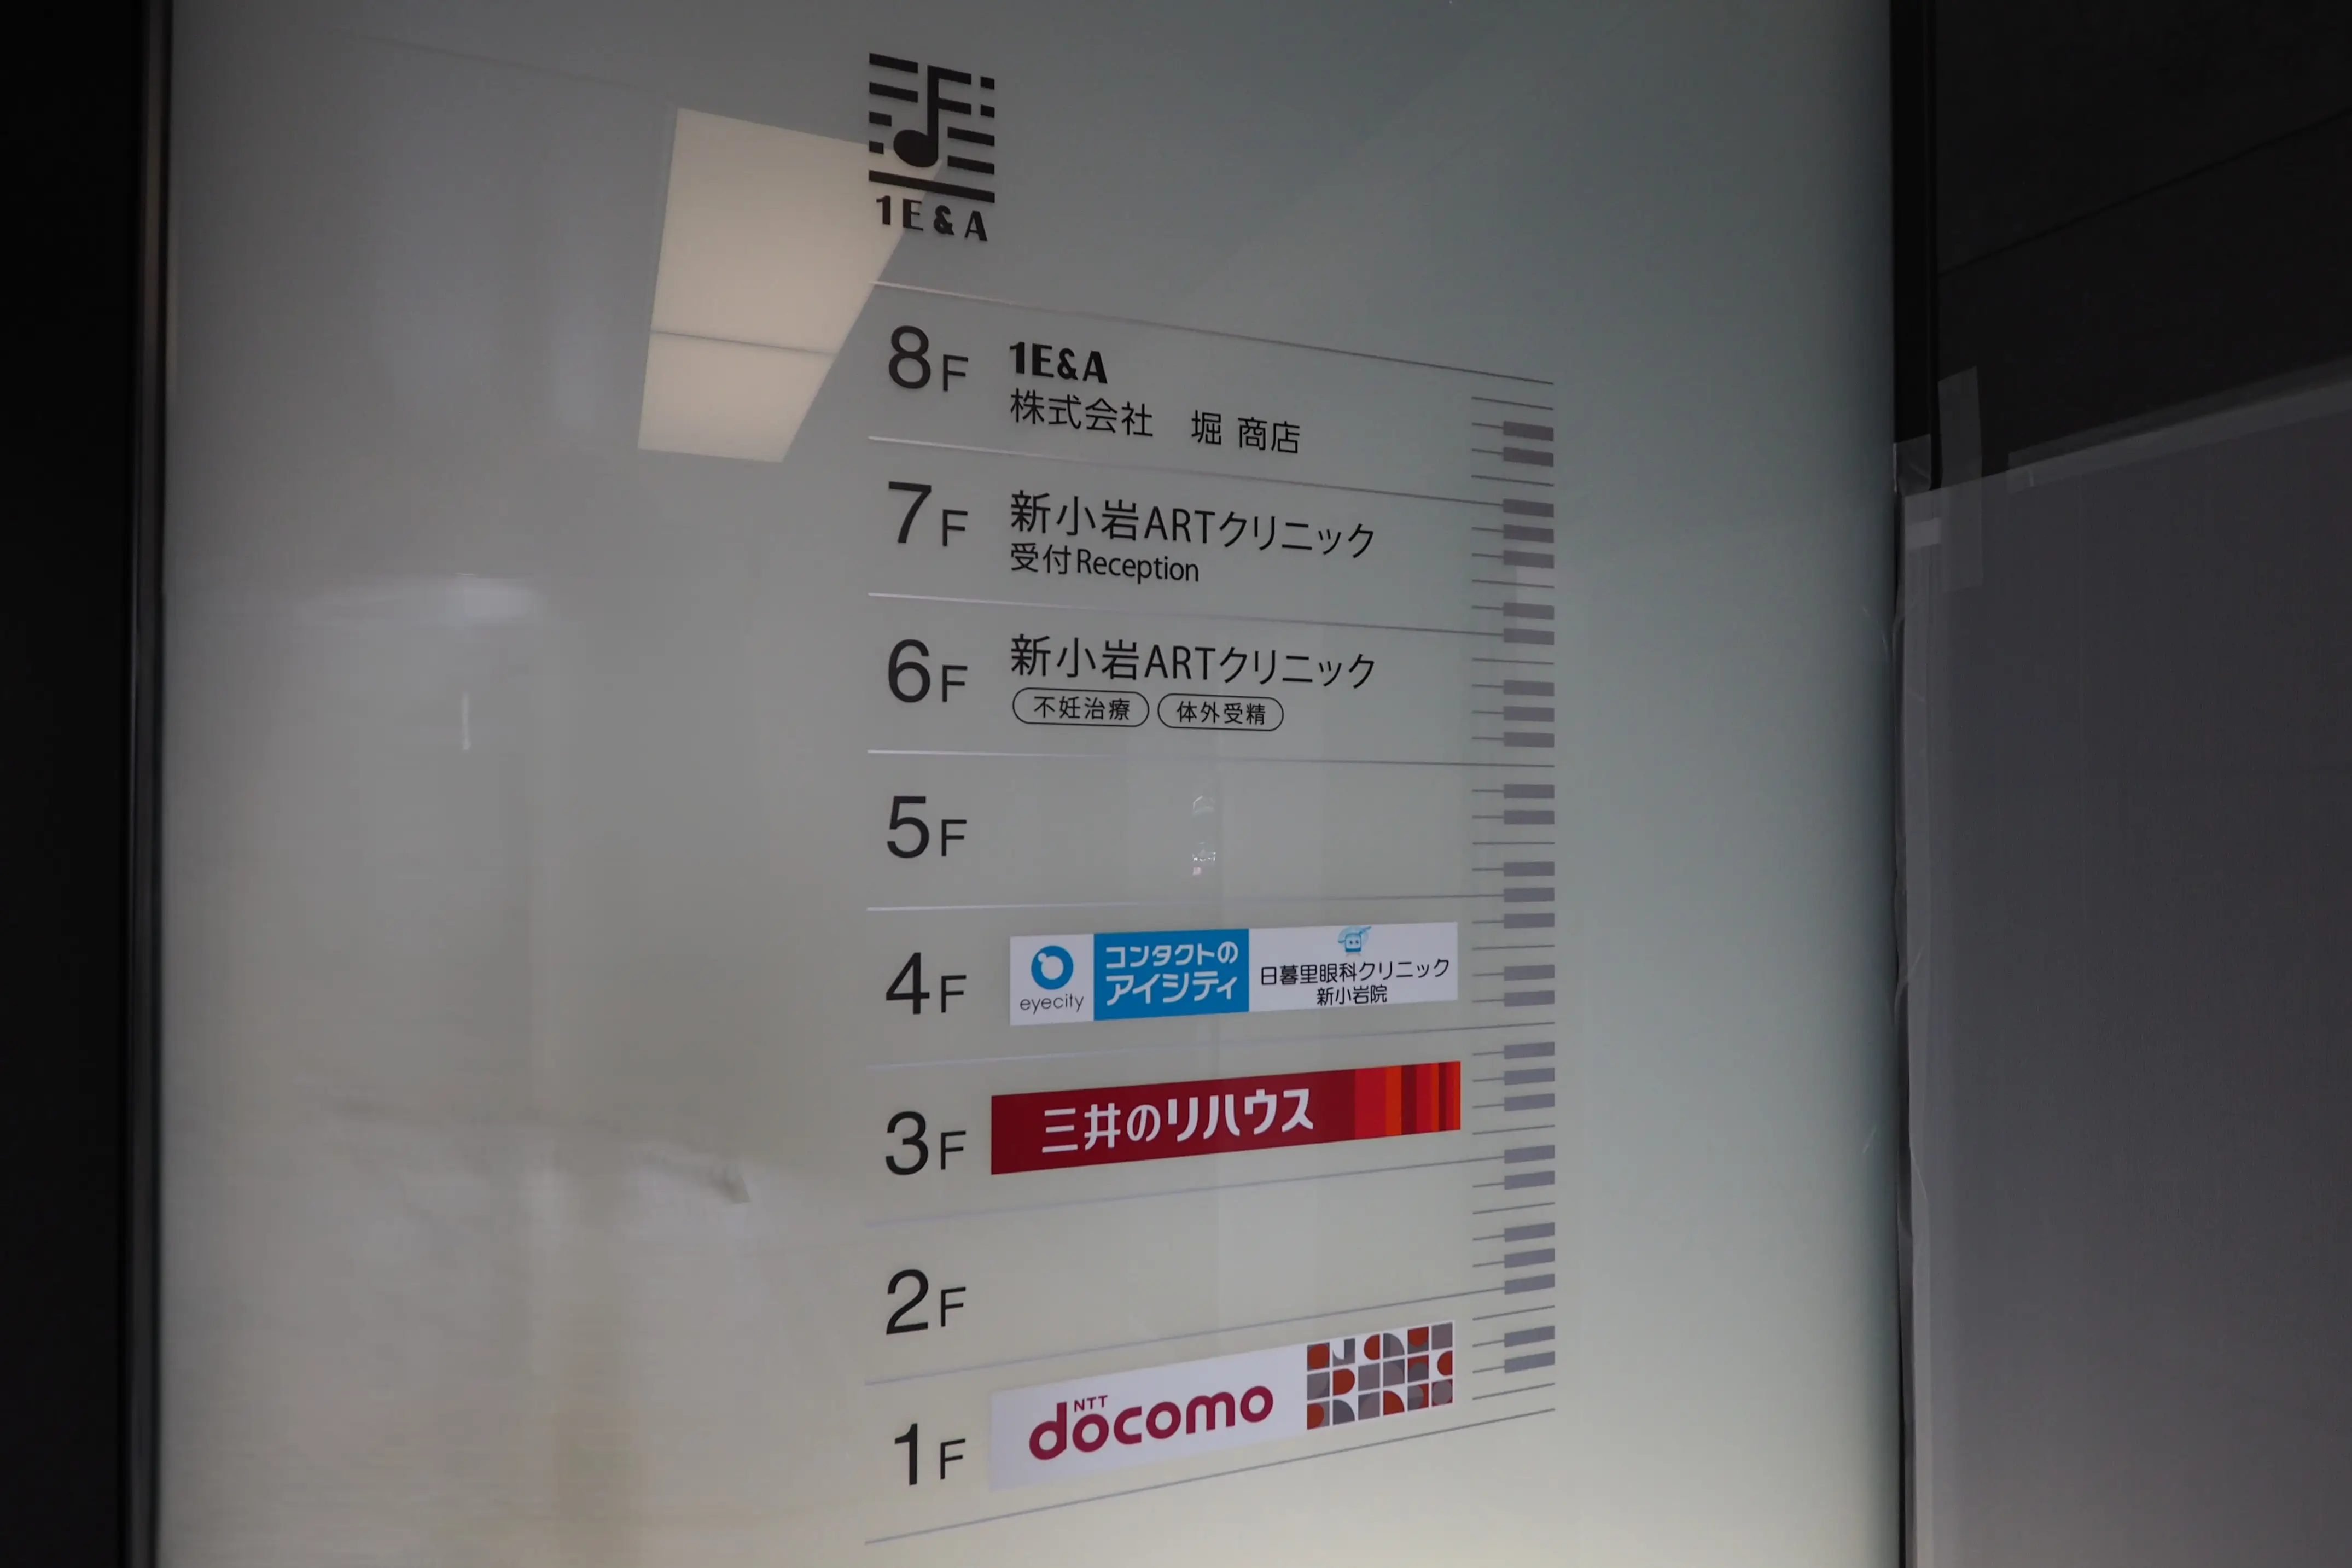 1E&A
8F
1E&A
株式会社 堀 商店
7F
新小岩ARTクリニック
受付Reception
6F
新小岩ARTクリニック
不妊治療 体外受精
5F
4F
eyecity
コンタクトの
アイシティ
日暮里眼科クリニック
新小岩院
3F
三井のリハウス
2F
1F
NTT
docomo